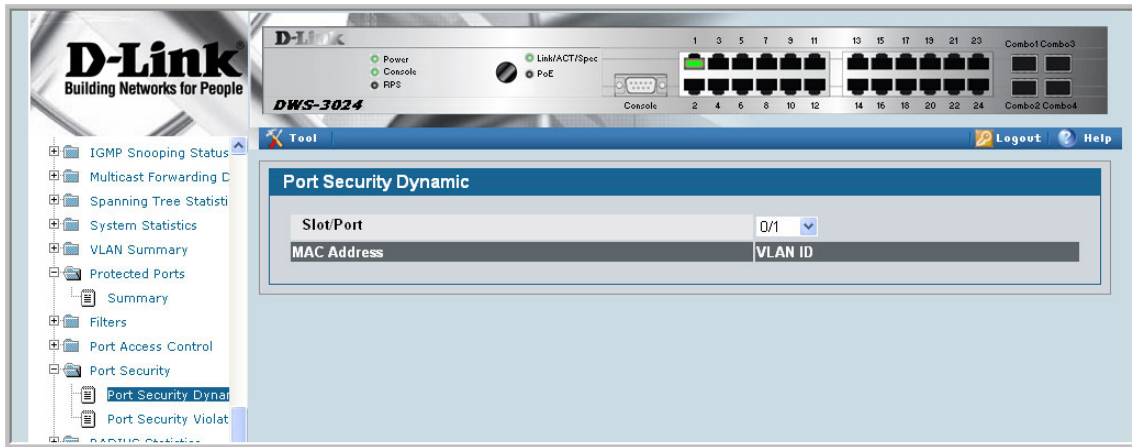 D-Link
Building Networks for People
D-Link
Power
Console
RPS
Link/ACT/Spec
PoE
DWS-3024
Console
1 3 5 7 9 11 13 15 17 19 21 23
2 4 6 8 10 12 14 16 18 20 22 24
Combo1 Combo3
Combo2 Combo4
Tool
Logout
Help
IGMP Snooping Status
Multicast Forwarding D
Spanning Tree Statisti
System Statistics
VLAN Summary
Protected Ports
Summary
Filters
Port Access Control
Port Security
Port Security Dynar
Port Security Violat
RADIUS Statistics
Port Security Dynamic
Slot/Port
0/1
MAC Address
VLAN ID